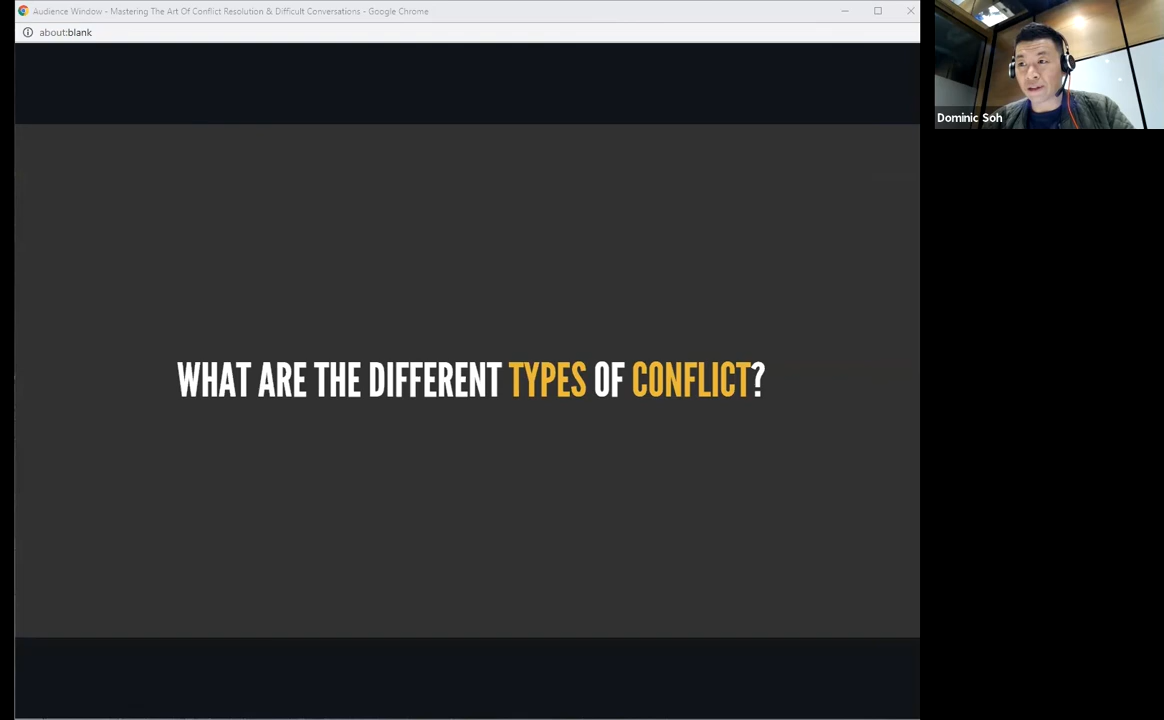 Audience Window - Mastering The Art Of Conflict Resolution & Difficult Conversations - Google Chrome
about:blank
WHAT ARE THE DIFFERENT TYPES OF CONFLICT?
Dominic Soh